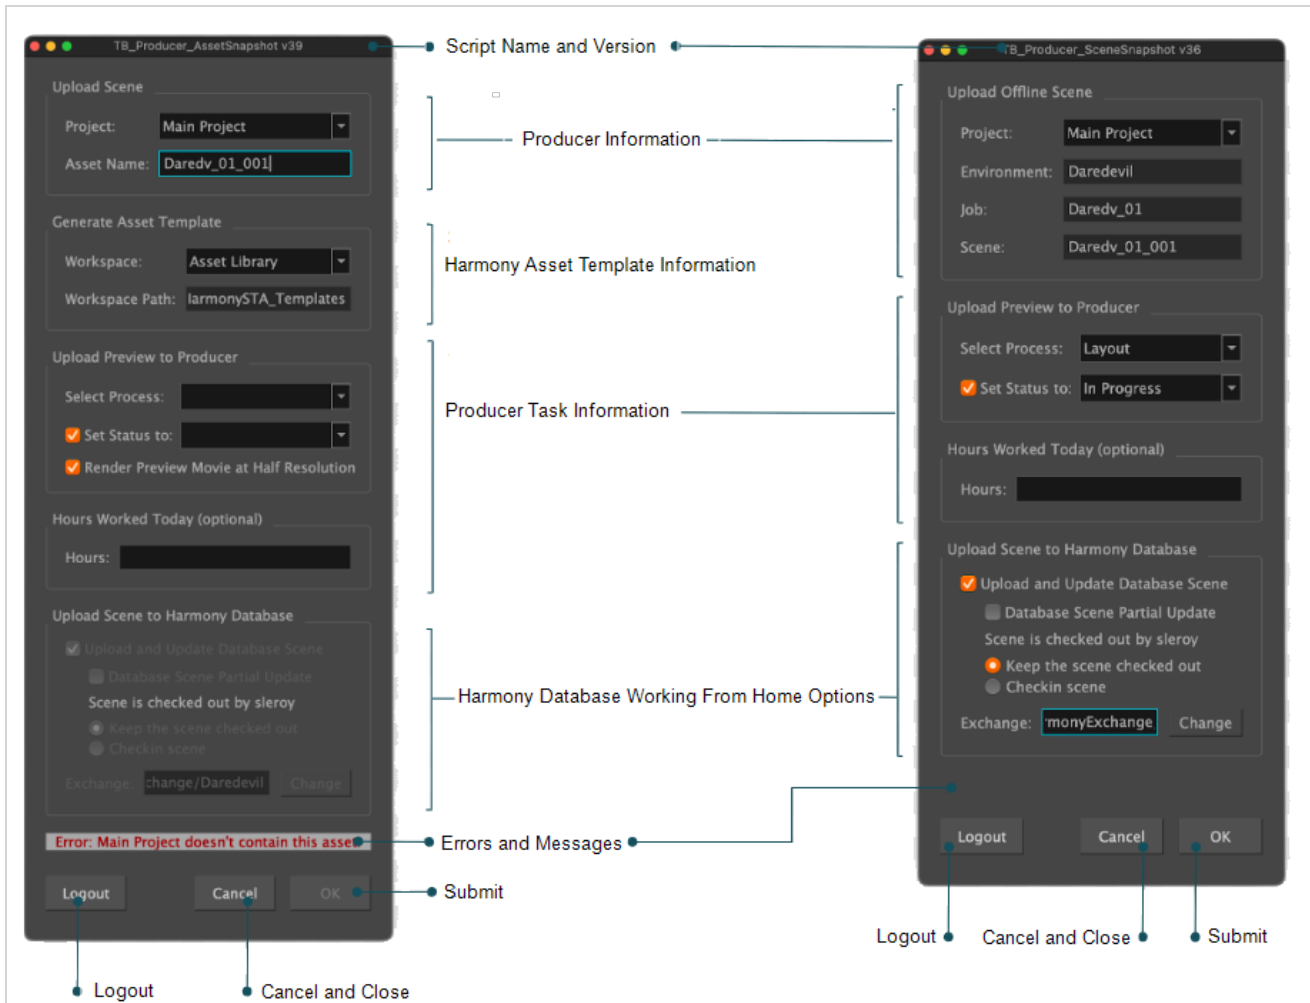 TB_Producer_AssetSnapshot v39
Upload Scene
Project: Main Project
Asset Name: Daredv_01_001
Generate Asset Template
Workspace: Asset Library
Workspace Path: larmonySTA_Templates
Upload Preview to Producer
Select Process:
Set Status to:
Render Preview Movie at Half Resolution
Hours Worked Today (optional)
Hours:
Upload Scene to Harmony Database
Upload and Update Database Scene
Database Scene Partial Update
Scene is checked out by sleroy
Keep the scene checked out
Checkin scene
Exchange: change/Daredevil Change
Error: Main Project doesn't contain this asset
Logout Cancel OK
Logout
Cancel and Close
Script Name and Version
Producer Information
Harmony Asset Template Information
Producer Task Information
Harmony Database Working From Home Options
Errors and Messages
Submit
TB_Producer_SceneSnapshot v36
Upload Offline Scene
Project: Main Project
Environment: Daredevil
Job: Daredv_01
Scene: Daredv_01_001
Upload Preview to Producer
Select Process: Layout
Set Status to: In Progress
Hours Worked Today (optional)
Hours:
Upload Scene to Harmony Database
Upload and Update Database Scene
Database Scene Partial Update
Scene is checked out by sleroy
Keep the scene checked out
Checkin scene
Exchange: rmonyExchange Change
Logout Cancel OK
Logout
Cancel and Close
Submit